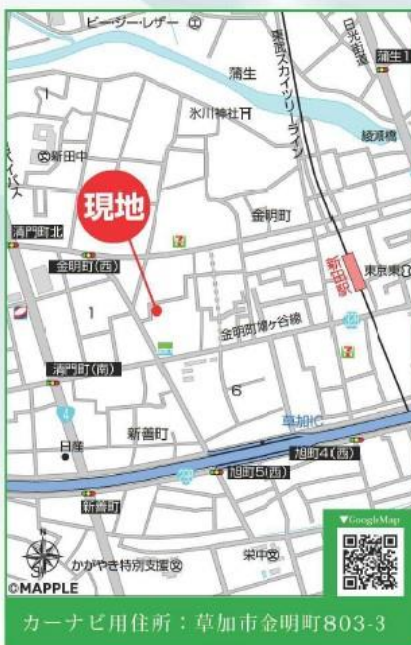 ビー・ジー・レザー
日光街道
蒲生1
東武スカイツリーライン
蒲生
綾瀬橋
氷川神社
1
新田中
バイパス
現地
金明町
清門町北
金明町(西)
新田駅
東京東
1
金明町増ヶ谷線
清門町(南)
6
4
草加IC
新善町
日産
旭町4(西)
旭町5(西)
新善町
▼GoogleMap
N
かがやき特別支援
栄中
©MAPPLE
カーナビ用住所：草加市金明町803-3